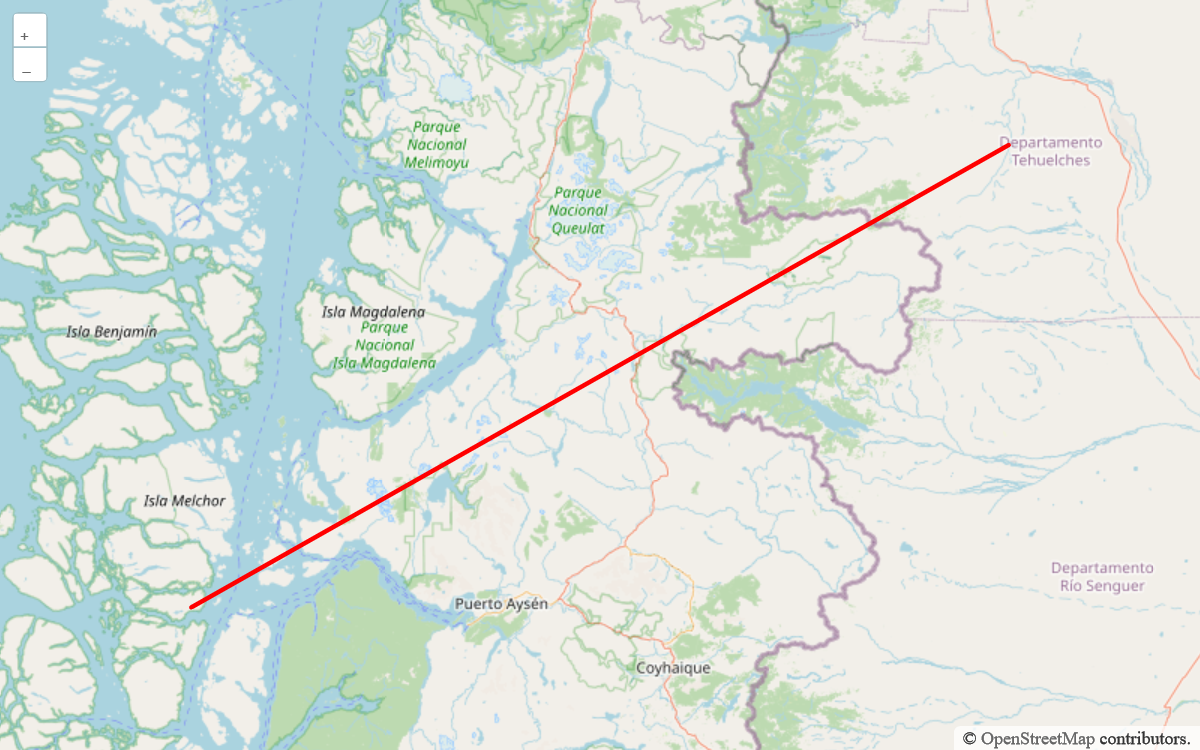 +
–
Parque
Nacional
Melimoyu
Departamento
Tehuelches
Parque
Nacional
Queulat
Isla Magdalena
Parque
Nacional
Isla Magdalena
Isla Benjamín
Isla Melchor
Departamento
Río Senguer
Puerto Aysén
Coyhaique
© OpenStreetMap contributors.